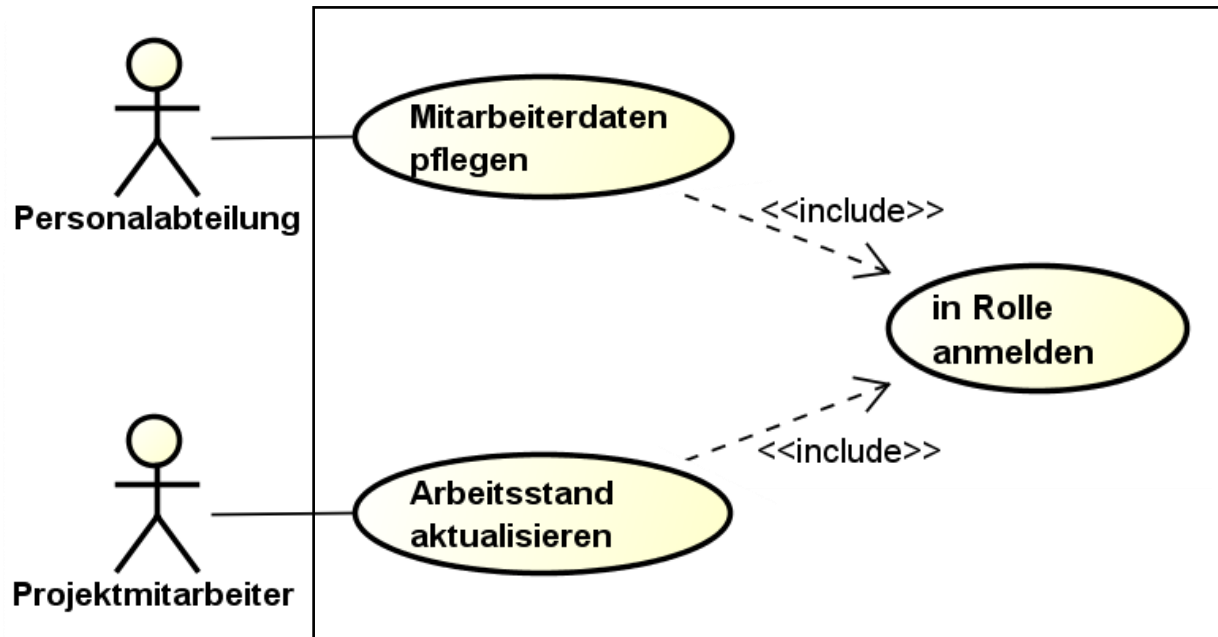 Mitarbeiterdaten
pflegen
Personalabteilung
<<include>>
in Rolle
anmelden
<<include>>
Arbeitsstand
aktualisieren
Projektmitarbeiter